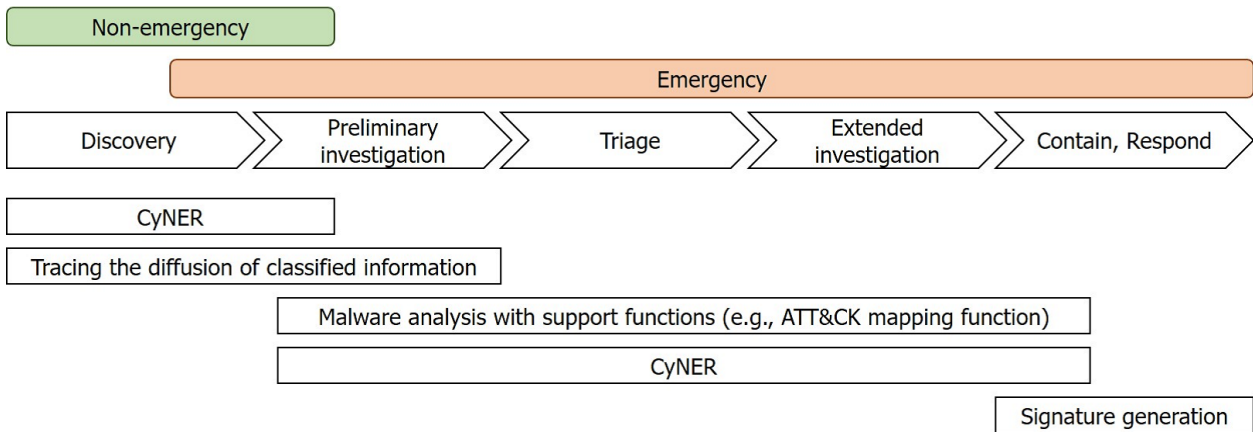 Non-emergency
Emergency
Discovery
Preliminary
investigation
Triage
Extended
investigation
Contain, Respond
CyNER
Tracing the diffusion of classified information
Malware analysis with support functions (e.g., ATT&CK mapping function)
CyNER
Signature generation